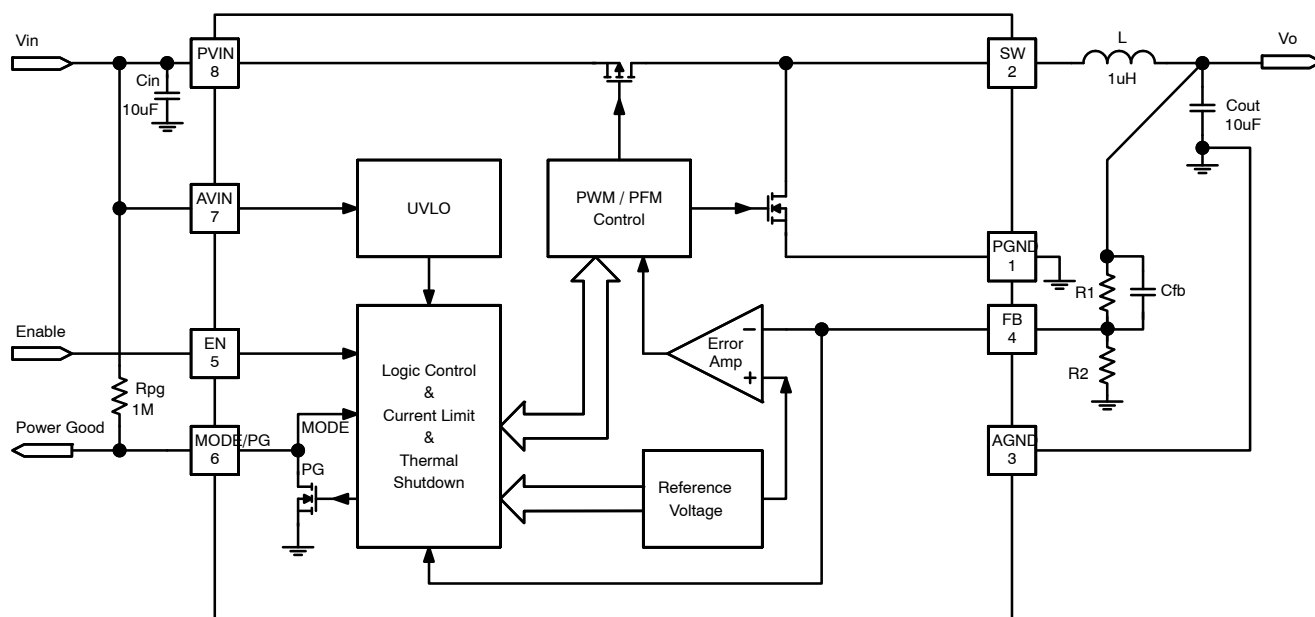 Vin
PVIN
8
SW
2
L
1uH
Vo
Cin
10uF
Cout
10uF
AVIN
7
UVLO
PWM / PFM
Control
PGND
1
R1
Cfb
Enable
EN
5
FB
4
Error
Amp
−
+
R2
Rpg
1M
Logic Control
&
Current Limit
&
Thermal
Shutdown
Power Good
MODE/PG
6
MODE
PG
Reference
Voltage
AGND
3